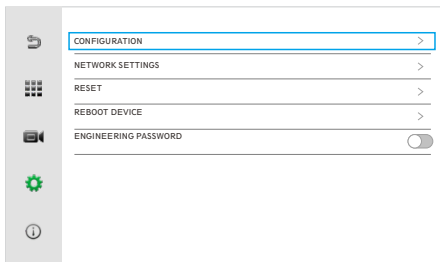 CONFIGURATION
NETWORK SETTINGS
RESET
REBOOT DEVICE
ENGINEERING PASSWORD